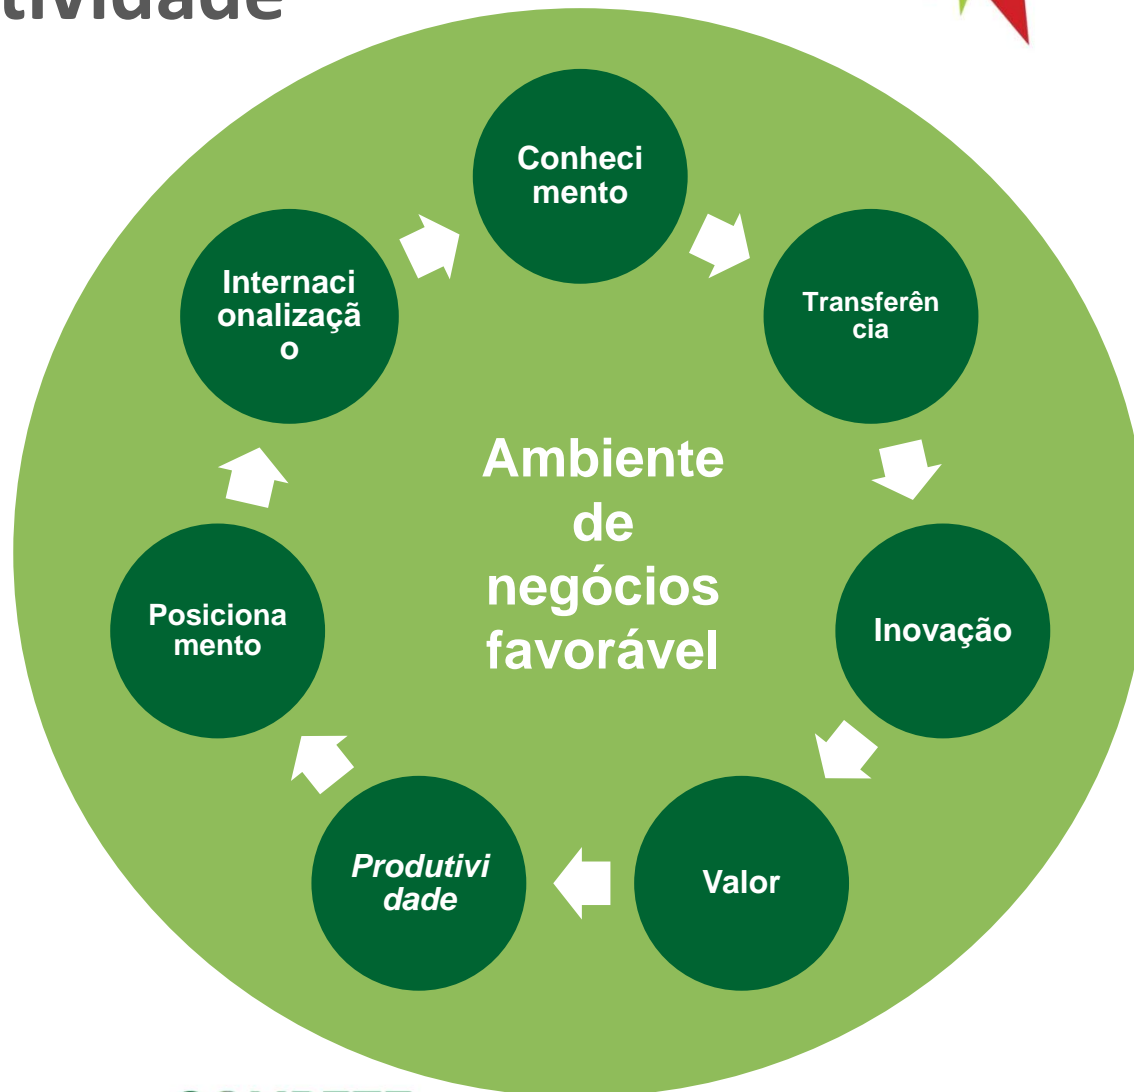 tividade
Conheci
mento
Transferên
cia
Inovação
Valor
Produtivi
dade
Posiciona
mento
Internaci
onalizaçã
o
Ambiente
de
negócios
favorável